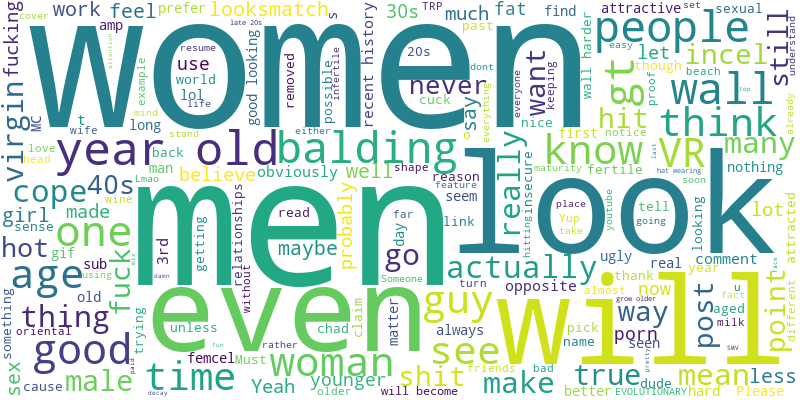 women
men
look
will
even
people
year old
balding
wall
think
know
VR
many
good
age
one
thing
cope
40s
time
woman
guy
see
shit
make
true
way
post
point
mean
hard
less
virgin
fucking
work
feel
prefer
looksmatch
amp
30s
TRP
much
fat
find
attractive
set
sexual
late 20s
attention
cover
easy
understand
still
use
world
lol
resume
life
good looking
removed
infertile
possible
s
recent history
20s
past
never
cuck
want
say
dont
everything
everyone
keeping
nice
let
incel
wall harder
though
proof
beach
top
gt
hit
first
notice
already
MC
t
wife
mind
example
long
stand
love
back
head
wine
man
believe
obviously
either
well
shape
reason
feature
seem
really
insecure
hitting
maturity
fertile
last
hat wearing
soon
nothing
girl
made
sense
hot
sub
gif
old
using
Lmao
mix
damn
3rd
getting
relationships
without
read
maybe
probably
far
day
go
link
Someone
actually
place
Yup
take
youtube
going
tell
looking
lot
comment
attracted
ugly
real
thank
year
now
almost
fact
u
aged
milk
face
different
opposite
turn
matter
always
claim
chad
unless
fun
rather
Must
femcel
Yeah
younger
older
will become
friends
bad
better
pick
name
porn
seen
grow older
dude
EVOLUTIONARY
pretty
smv
Please
something
oriental
trying
fuck
sex
cause
male
paid
decay